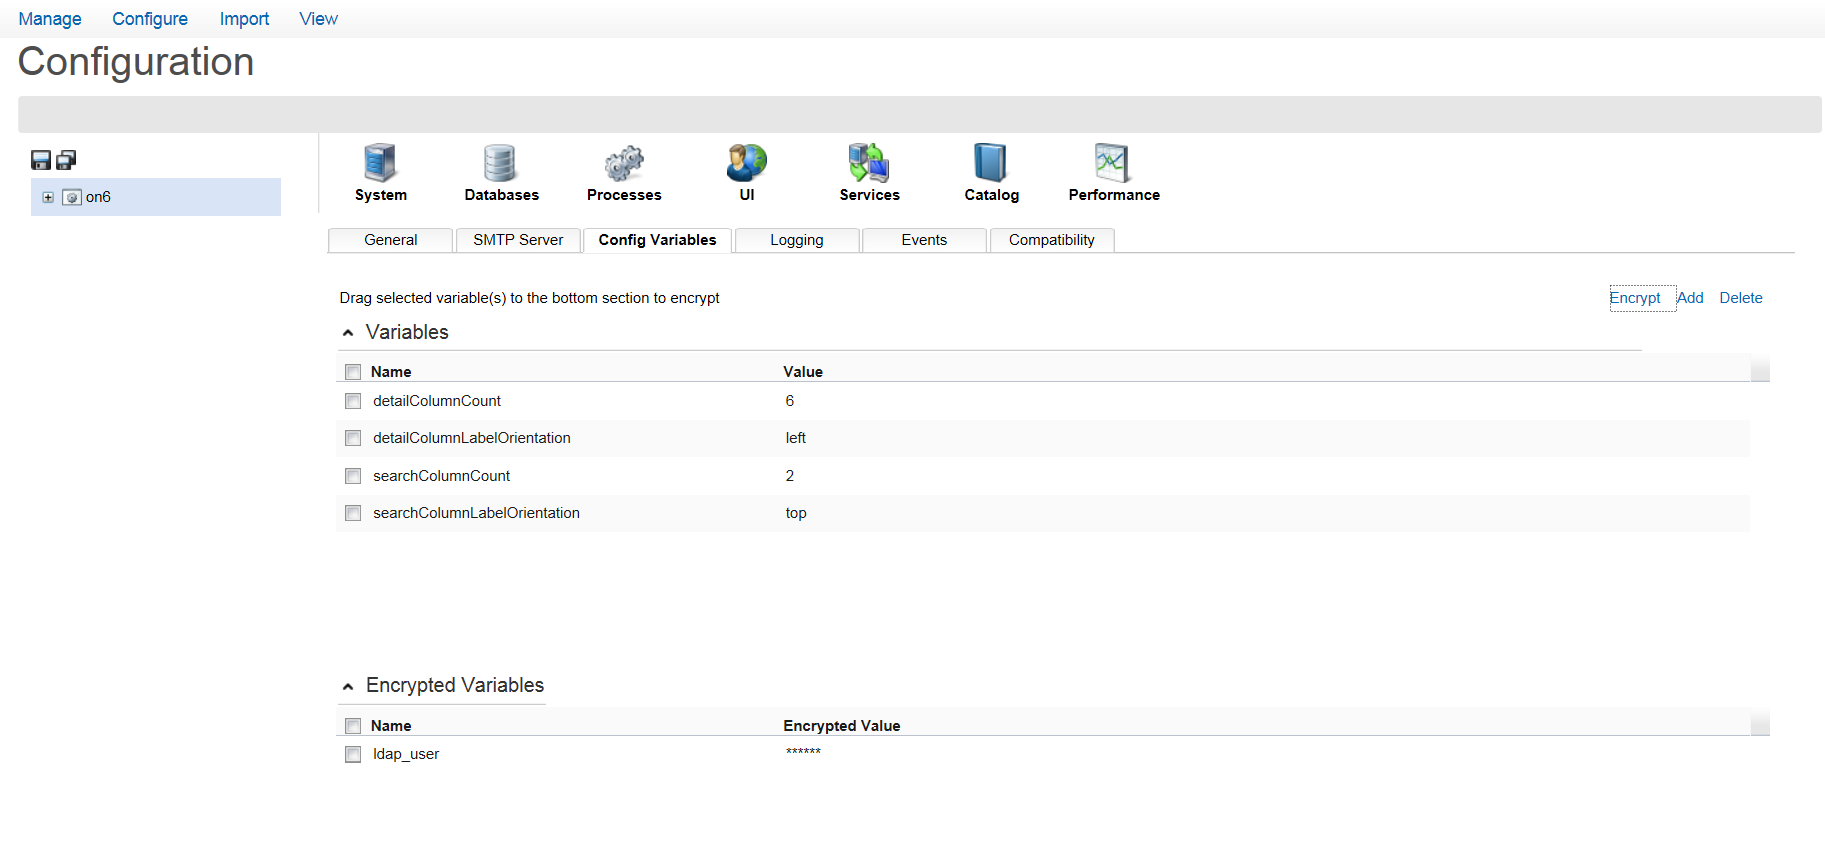 Manage Configure Import View
Configuration
on6
System Databases Processes UI Services Catalog Performance
General SMTP Server Config Variables Logging Events Compatibility
Drag selected variable(s) to the bottom section to encrypt Encrypt Add Delete
Variables
Name Value
detailColumnCount 6
detailColumnLabelOrientation left
searchColumnCount 2
searchColumnLabelOrientation top
Encrypted Variables
Name Encrypted Value
ldap_user ******